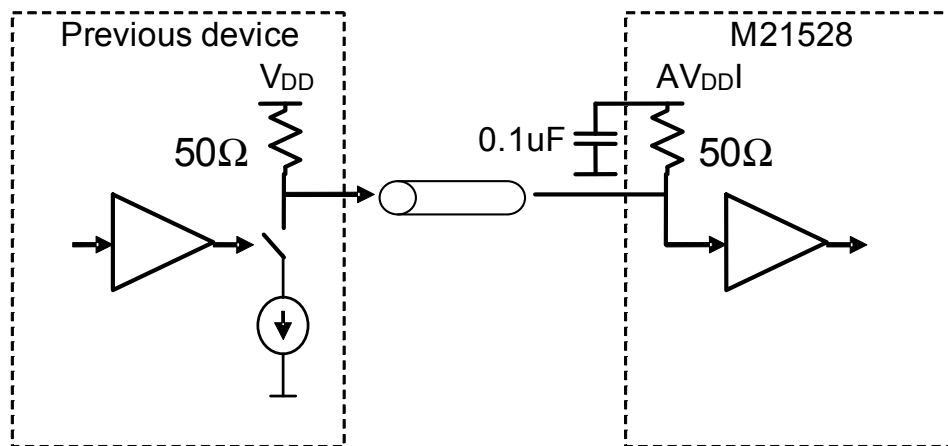 Previous device
VDD
50Ω
M21528
AVDDI
0.1uF
50Ω